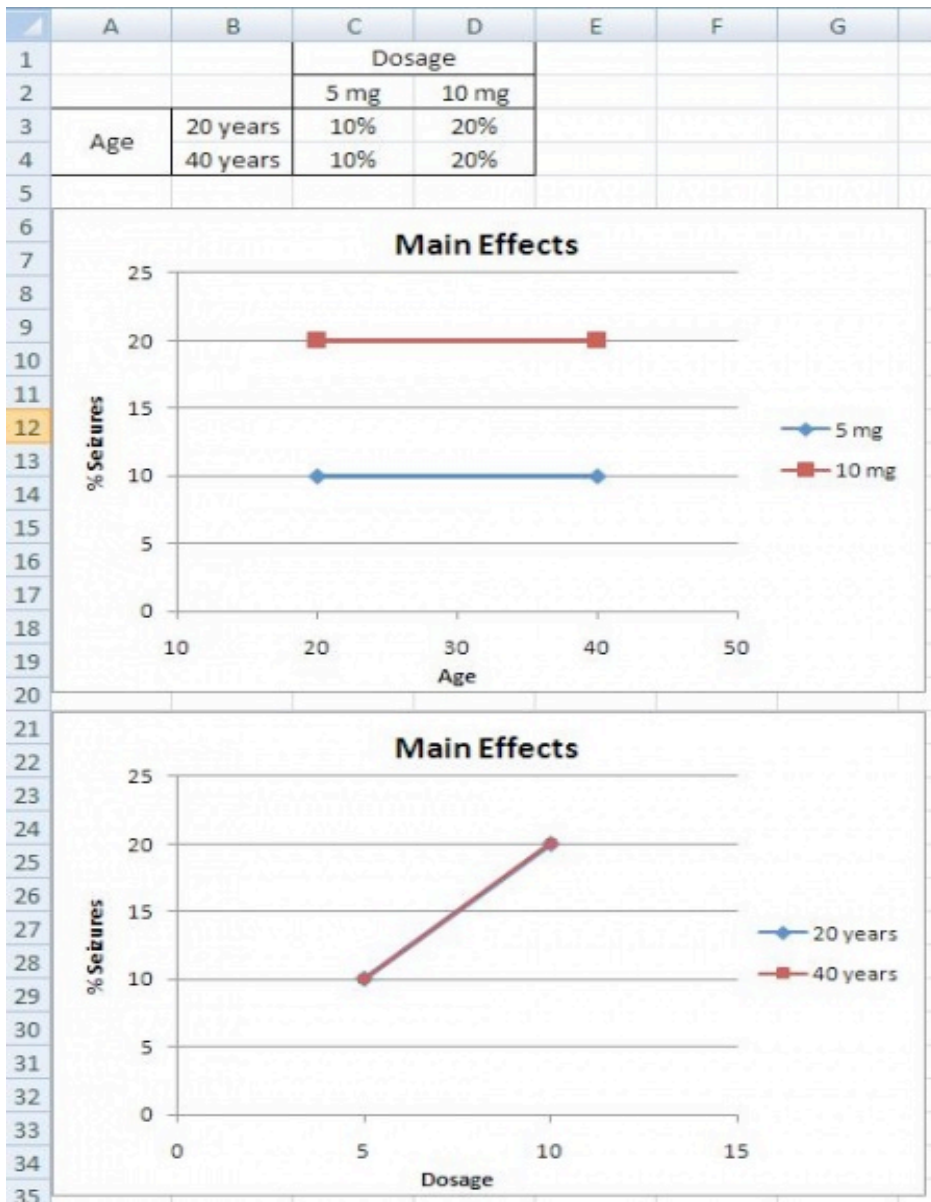 A B C D E F G
1 Dosage
2 5 mg 10 mg
3 Age 20 years 10% 20%
4 40 years 10% 20%
5
6
7
8
9
10
11
12
13
14
15
16
17
18
19
20
21
22
23
24
25
26
27
28
29
30
31
32
33
34
35
Main Effects
25
20
15
10
5
0
% Seizures
10 20 30 40 50
Age
5 mg
10 mg
Main Effects
25
20
15
10
5
0
% Seizures
0 5 10 15
Dosage
20 years
40 years